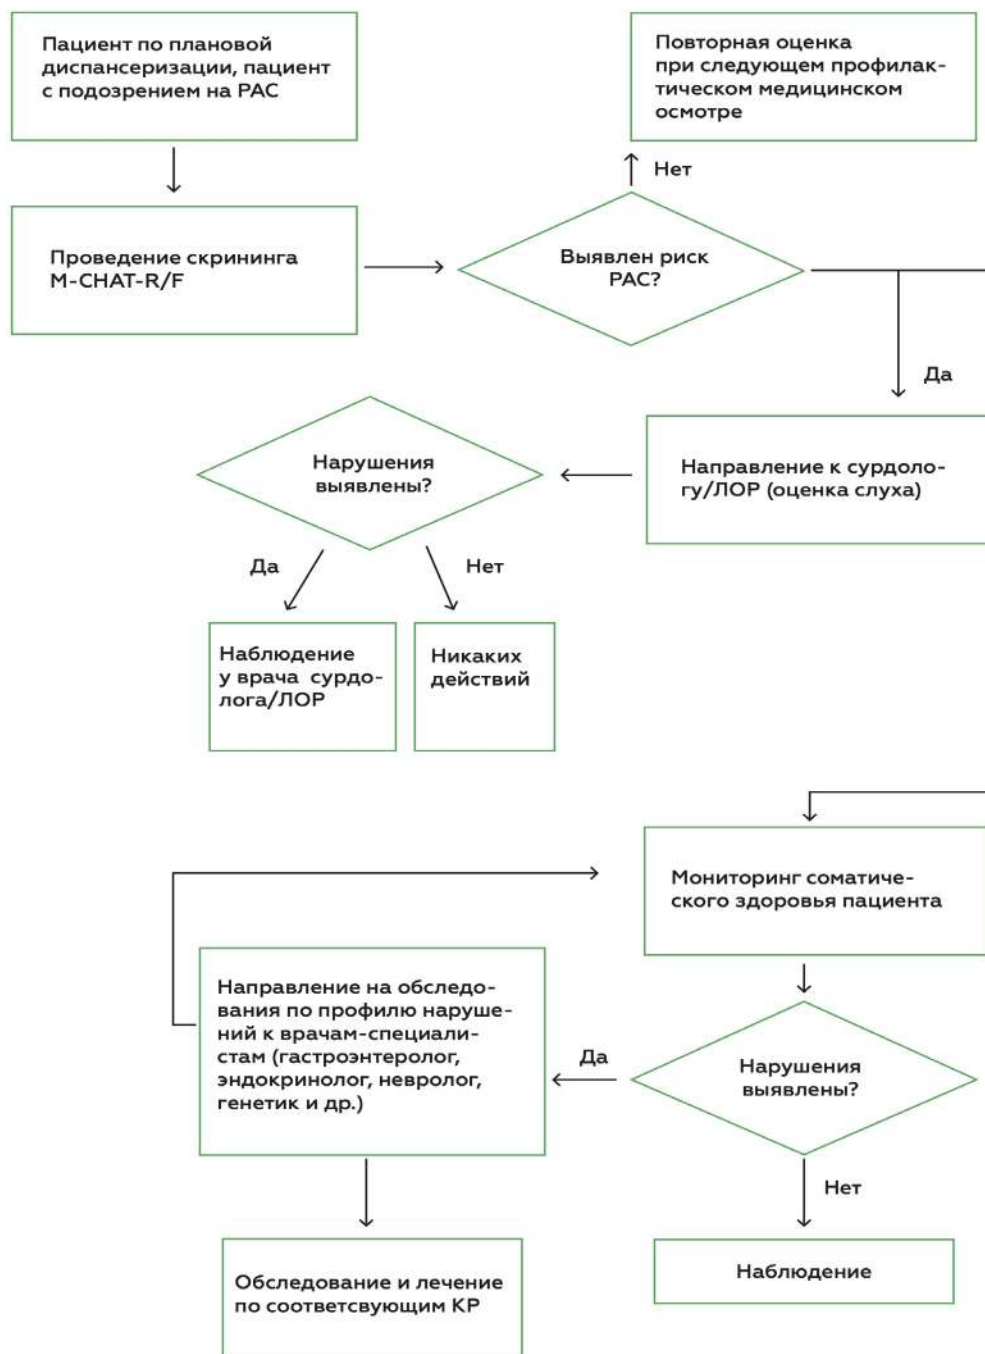 Пациент по плановой
диспансеризации, пациент
с подозрением на РАС
Повторная оценка
при следующем профилак-
тическом медицинском
осмотре
Нет
Проведение скрининга
M-CHAT-R/F
Выявлен риск
РАС?
Да
Нарушения
выявлены?
Направление к сурдоло-
гу/ЛОР (оценка слуха)
Да
Нет
Наблюдение
у врача сурдо-
лога/ЛОР
Никаких
действий
Мониторинг соматиче-
ского здоровья пациента
Направление на обследо-
вания по профилю наруше-
ний к врачам-специали-
стам (гастроэнтеролог,
эндокринолог, невролог,
генетик и др.)
Да
Нарушения
выявлены?
Нет
Обследование и лечение
по соответсвующим КР
Наблюдение